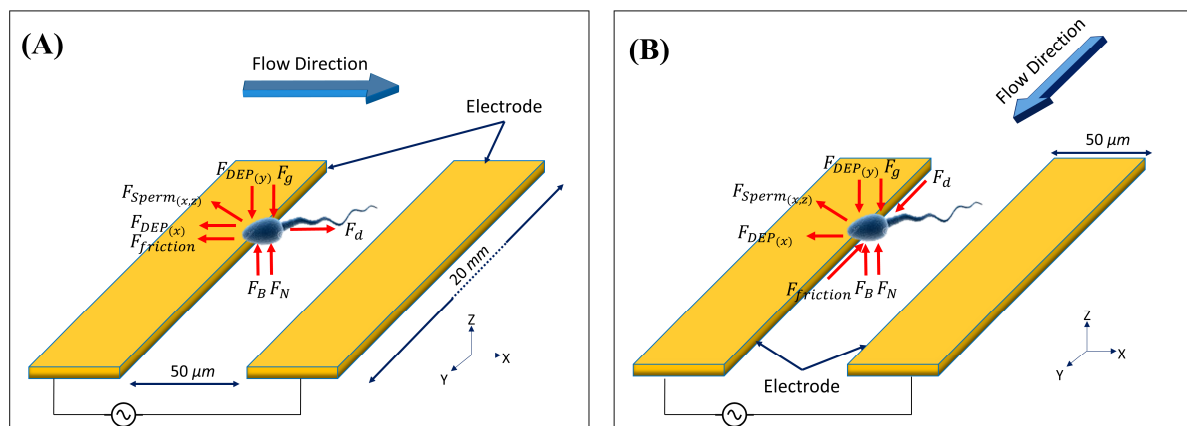 (A)
Flow Direction
Electrode
F_DEP(y) F_g
F_Sperm(x,z)
F_DEP(x)
F_friction
F_d
F_B F_N
20 mm
50 μm
Z
X
Y
(B)
Flow Direction
50 μm
F_DEP(y) F_g
F_d
F_Sperm(x,z)
F_DEP(x)
F_friction F_B F_N
Electrode
Z
X
Y